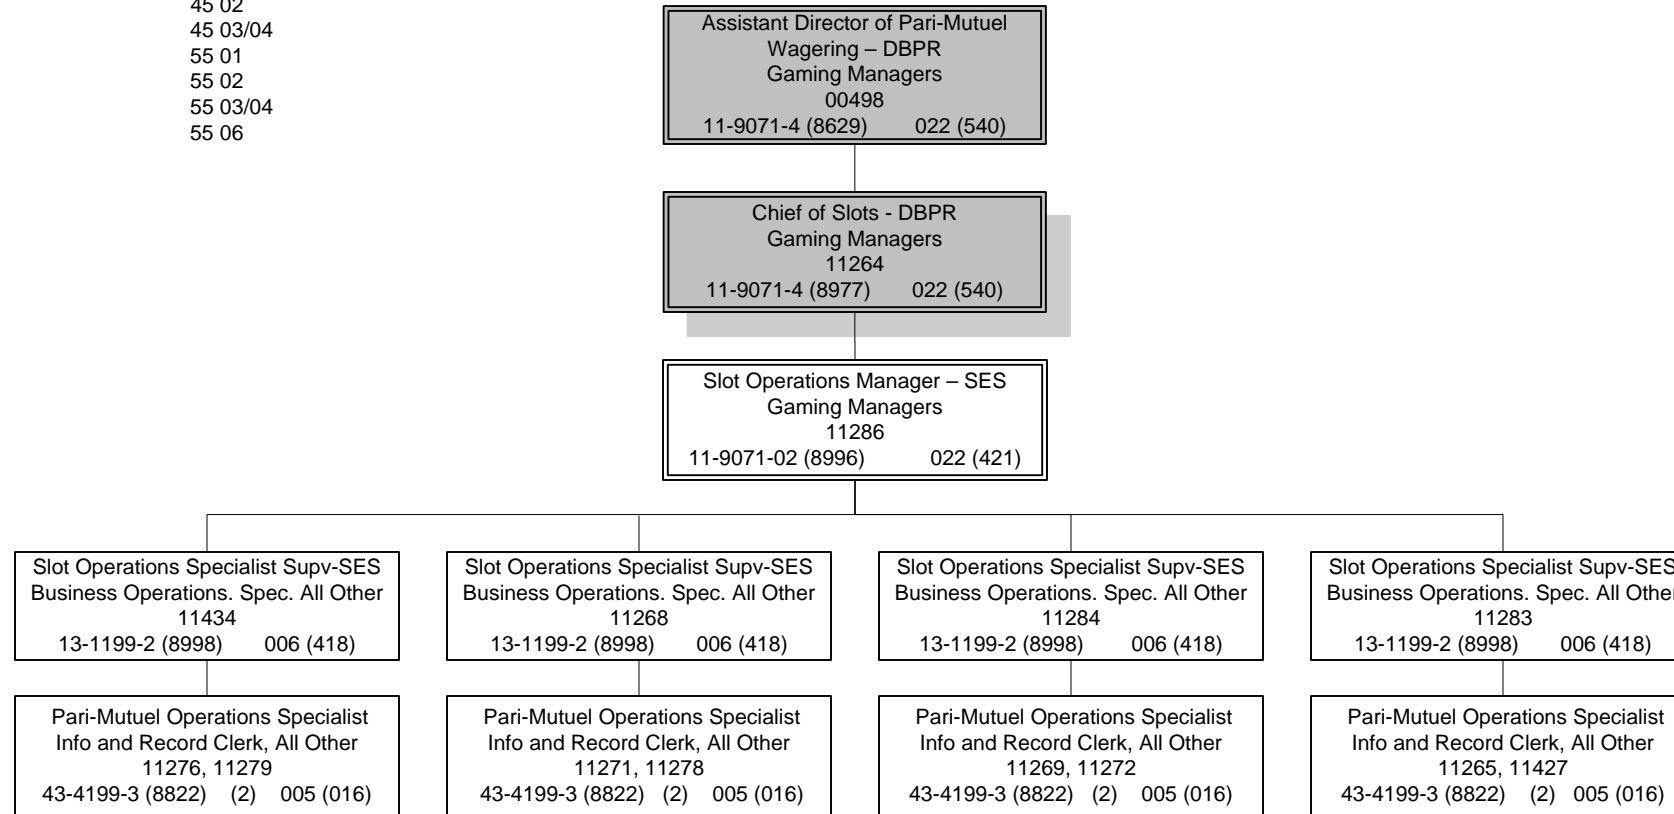 45 02
45 03/04
55 01
55 02
55 03/04
55 06
Assistant Director of Pari-Mutuel
Wagering – DBPR
Gaming Managers
00498
11-9071-4 (8629) 022 (540)
Chief of Slots - DBPR
Gaming Managers
11264
11-9071-4 (8977) 022 (540)
Slot Operations Manager – SES
Gaming Managers
11286
11-9071-02 (8996) 022 (421)
Slot Operations Specialist Supv-SES
Business Operations. Spec. All Other
11434
13-1199-2 (8998) 006 (418)
Slot Operations Specialist Supv-SES
Business Operations. Spec. All Other
11268
13-1199-2 (8998) 006 (418)
Slot Operations Specialist Supv-SES
Business Operations. Spec. All Other
11284
13-1199-2 (8998) 006 (418)
Slot Operations Specialist Supv-SES
Business Operations. Spec. All Other
11283
13-1199-2 (8998) 006 (418)
Pari-Mutuel Operations Specialist
Info and Record Clerk, All Other
11276, 11279
43-4199-3 (8822) (2) 005 (016)
Pari-Mutuel Operations Specialist
Info and Record Clerk, All Other
11271, 11278
43-4199-3 (8822) (2) 005 (016)
Pari-Mutuel Operations Specialist
Info and Record Clerk, All Other
11269, 11272
43-4199-3 (8822) (2) 005 (016)
Pari-Mutuel Operations Specialist
Info and Record Clerk, All Other
11265, 11427
43-4199-3 (8822) (2) 005 (016)